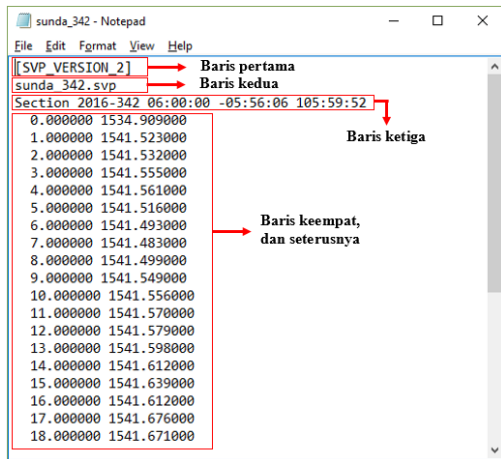 sunda_342 - Notepad
File Edit Format View Help
[SVP_VERSION_2]
Baris pertama
sunda_342.svp
Baris kedua
Section 2016-342 06:00:00 -05:56:06 105:59:52
Baris ketiga
0.000000 1534.909000
1.000000 1541.523000
2.000000 1541.532000
3.000000 1541.555000
4.000000 1541.561000
5.000000 1541.516000
6.000000 1541.493000
7.000000 1541.483000
8.000000 1541.499000
9.000000 1541.549000
10.000000 1541.556000
11.000000 1541.570000
12.000000 1541.579000
13.000000 1541.598000
14.000000 1541.612000
15.000000 1541.639000
16.000000 1541.612000
17.000000 1541.676000
18.000000 1541.671000
Baris keempat,
dan seterusnya